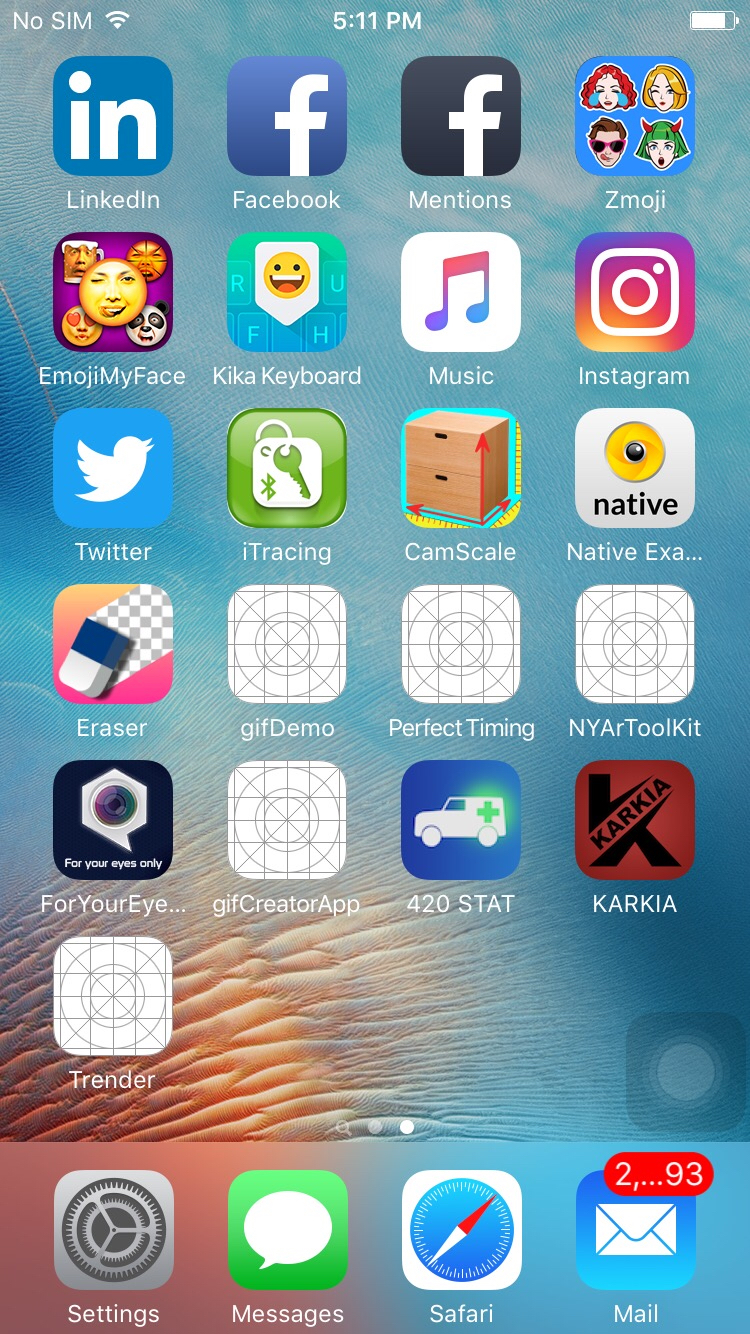 No SIM 5:11 PM
in
LinkedIn Facebook Mentions Zmoji
R U
F H
EmojiMyFace Kika Keyboard Music Instagram
native
Twitter iTracing CamScale Native Exa...
Eraser gifDemo Perfect Timing NYArToolKit
KARKIA
For your eyes only
ForYourEye... gifCreatorApp 420 STAT KARKIA
Trender
2,...93
Settings Messages Safari Mail